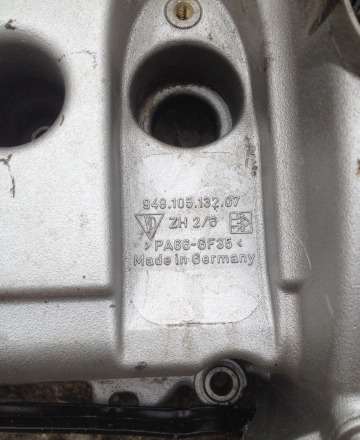 948.105.132.07
ZH 2/6
>PA66-GF35<
Made in Germany